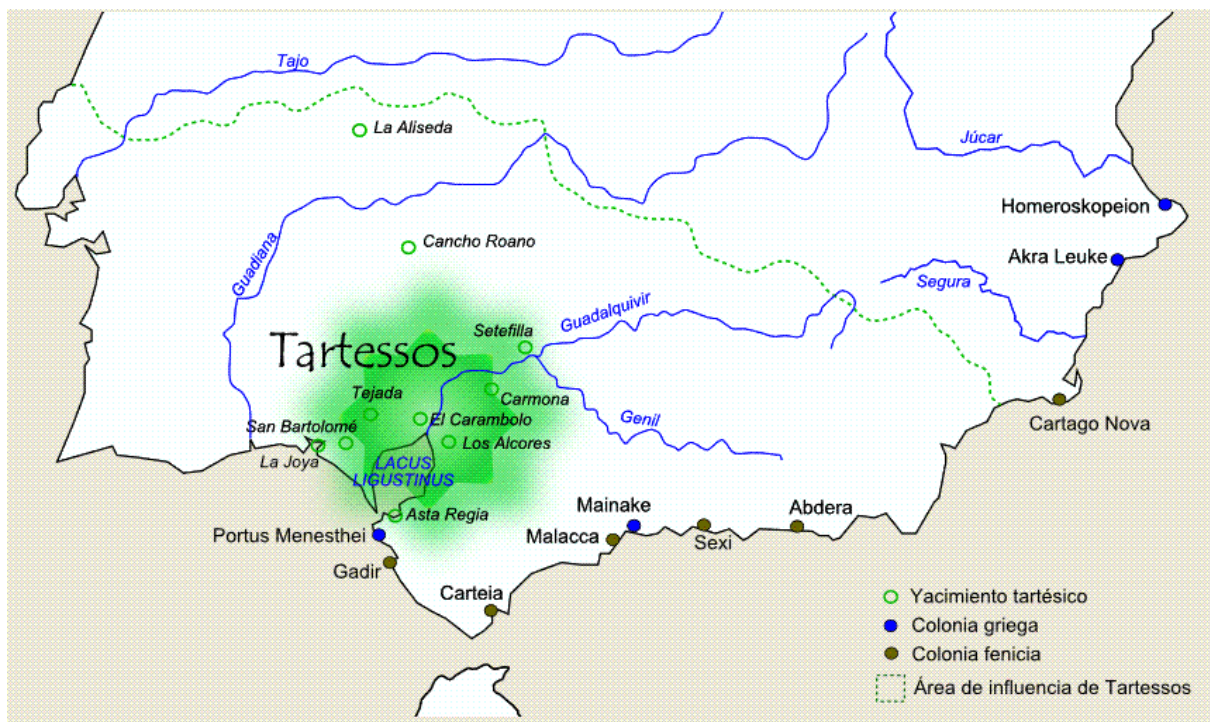 Tajo
La Aliseda
Júcar
Homeroskopeion
Guadiana
Cancho Roano
Akra Leuke
Segura
Guadalquivir
Setefilla
Tartessos
Tejada
Carmona
Cartago Nova
El Carambolo
Genil
San Bartolomé
Los Alcores
La Joya
LACUS
LIGUSTINUS
Asta Regia
Mainake
Abdera
Portus Menesthei
Malacca
Sexi
Gadir
Carteia
Yacimiento tartésico
Colonia griega
Colonia fenicia
Área de influencia de Tartessos